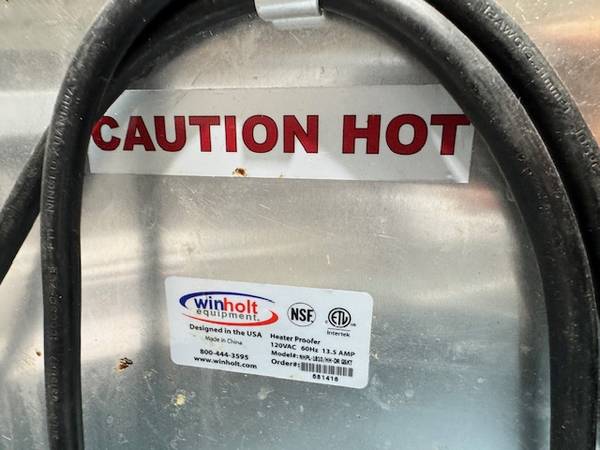 CAUTION HOT
winholt
equipment
Designed in the USA
Made in China
800-444-3595
www.winholt.com
NSF
ETL
Intertek
Heater Proofer
120VAC 60Hz 13.5 AMP
Model#:
Order#:
681416